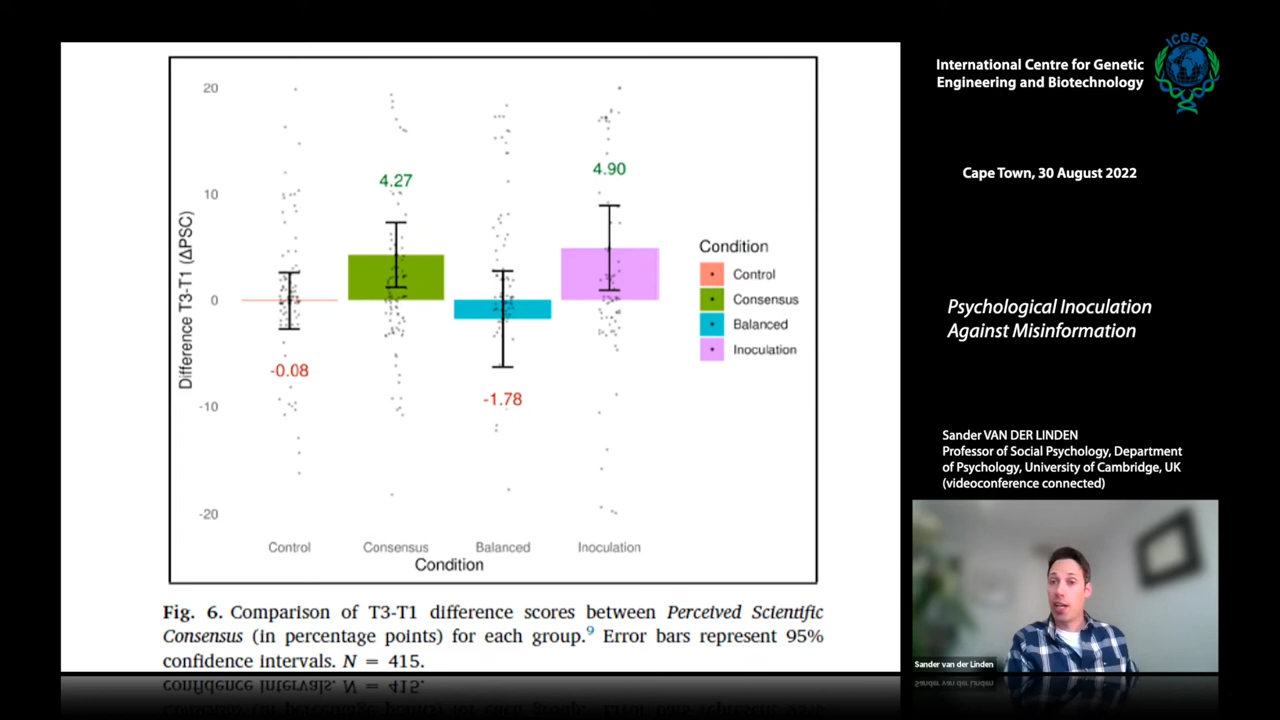 20
10
0
-10
-20
Difference T3-T1 (ΔPSC)
4.27
4.90
-0.08
-1.78
Control
Consensus
Balanced
Inoculation
Condition
Condition
Control
Consensus
Balanced
Inoculation
Fig. 6. Comparison of T3-T1 difference scores between Perceived Scientific
Consensus (in percentage points) for each group.⁹ Error bars represent 95%
confidence intervals. N = 415.
International Centre for Genetic
Engineering and Biotechnology
ICGEB
Cape Town, 30 August 2022
Psychological Inoculation
Against Misinformation
Sander VAN DER LINDEN
Professor of Social Psychology, Department
of Psychology, University of Cambridge, UK
(videoconference connected)
Sander van der Linden